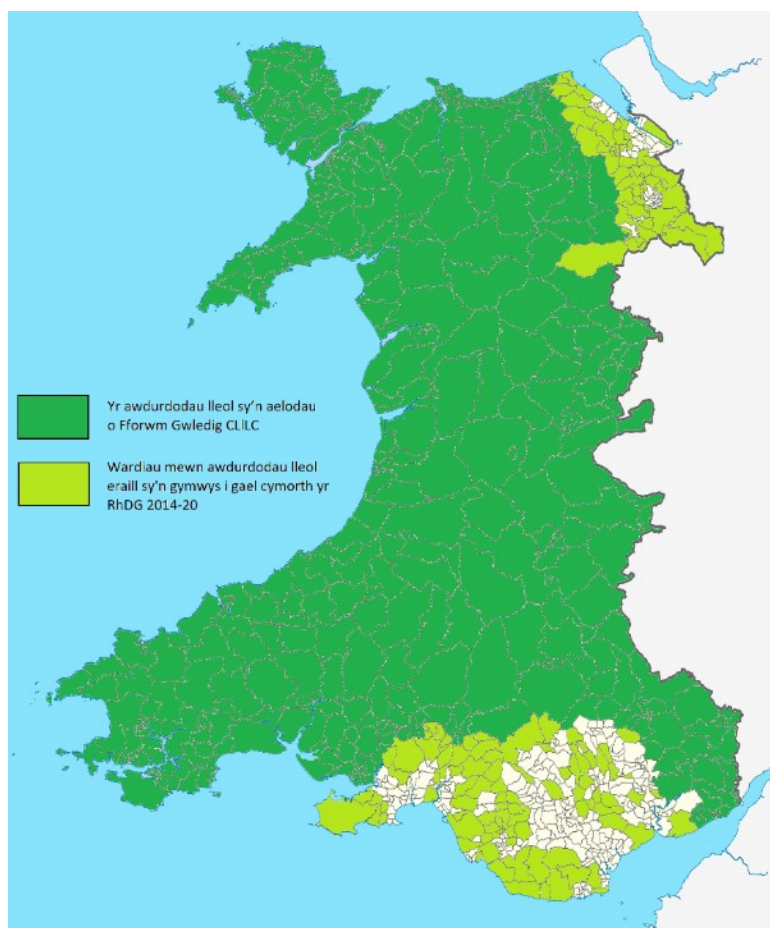 Yr awdurdodau lleol sy'n aelodau
o Fforwm Gwledig CLlLC
Wardiau mewn awdurdodau lleol
eraill sy'n gymwys i gael cymorth yr
RhDG 2014-20